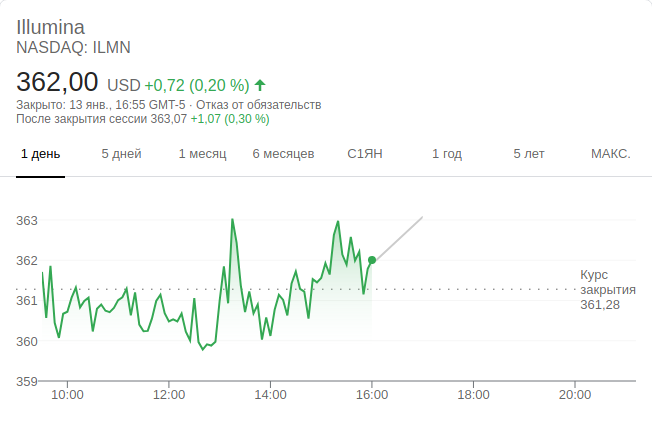 Illumina
NASDAQ: ILMN
362,00 USD +0,72 (0,20 %)
Закрыто: 13 янв., 16:55 GMT-5 · Отказ от обязательств
После закрытия сессии 363,07 +1,07 (0,30 %)
1 день 5 дней 1 месяц 6 месяцев С1ЯН 1 год 5 лет МАКС.
363
362
361
360
359
Курс
закрытия
361,28
10:00 12:00 14:00 16:00 18:00 20:00